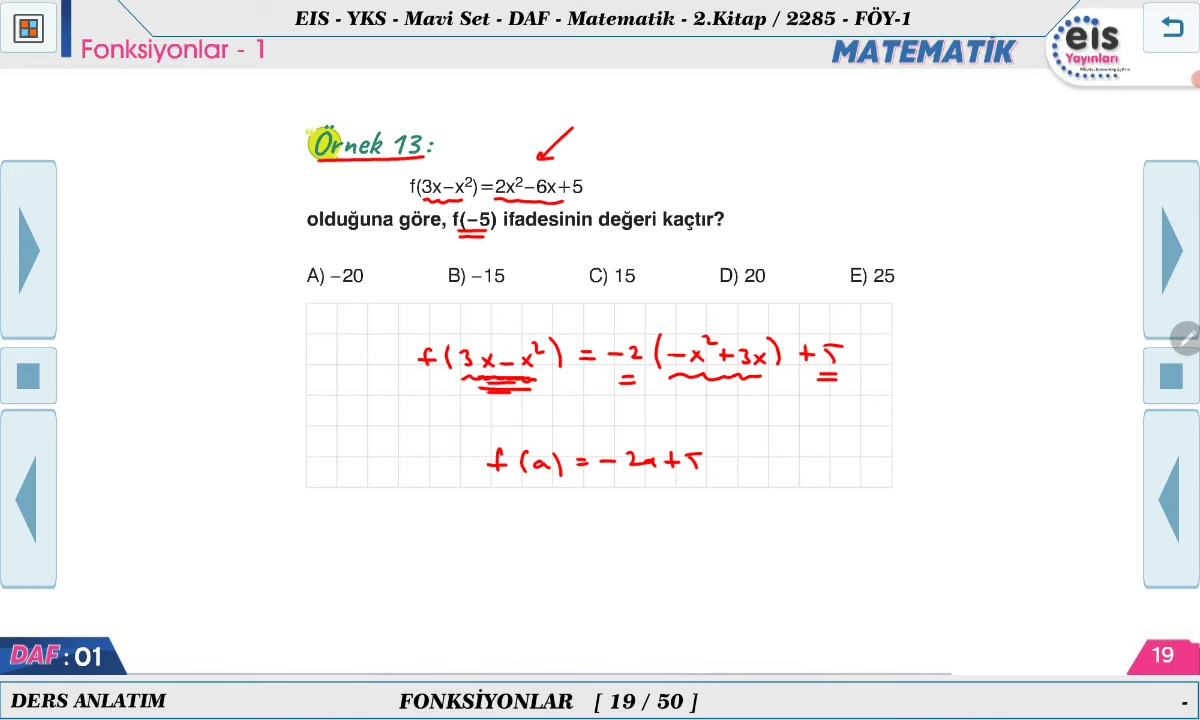 EIS - YKS - Mavi Set - DAF - Matematik - 2.Kitap / 2285 - FÖY-1
Fonksiyonlar - 1
MATEMATİK
eis
Yayınları
Örnek 13:
f(3x−x²)=2x²−6x+5
olduğuna göre, f(−5) ifadesinin değeri kaçtır?
A) −20 B) −15 C) 15 D) 20 E) 25
f(3x−x²) = −2(−x²+3x) + 5
f(a) = −2a+5
DAF : 01
19
DERS ANLATIM FONKSİYONLAR [ 19 / 50 ] -